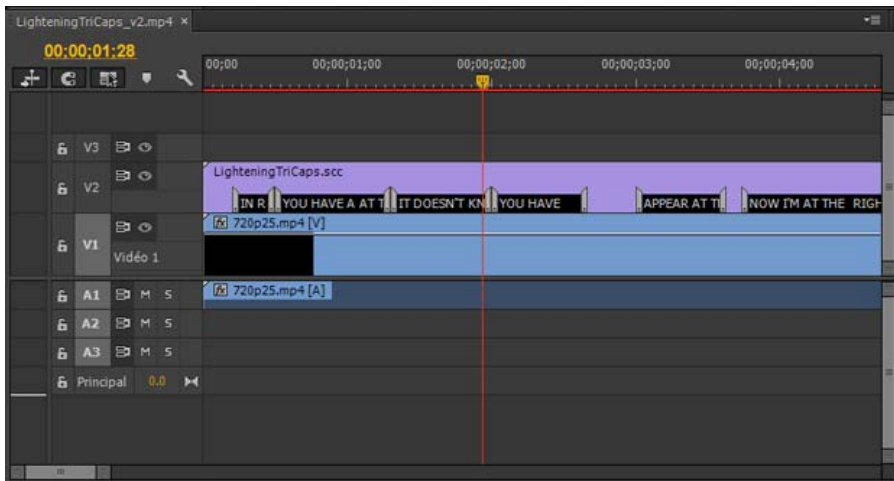 LighteningTriCaps_v2.mp4 ×
00;00;01;28
00;00 00;00;01;00 00;00;02;00 00;00;03;00 00;00;04;00
V3
LighteningTriCaps.scc
V2
IN R YOU HAVE A AT T IT DOESN'T KN YOU HAVE APPEAR AT TI NOW I'M AT THE RIGH
fx 720p25.mp4 [V]
V1
Vidéo 1
A1 M S fx 720p25.mp4 [A]
A2 M S
A3 M S
Principal 0.0